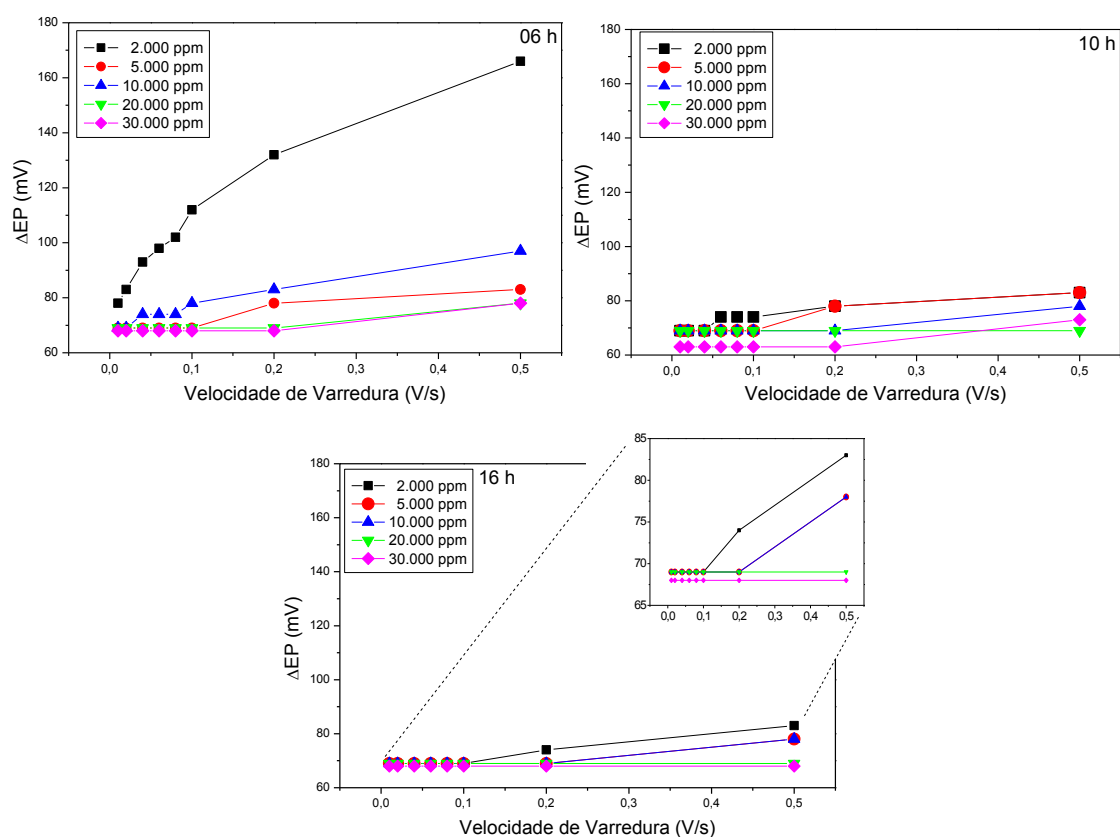 06 h
2.000 ppm
5.000 ppm
10.000 ppm
20.000 ppm
30.000 ppm
180
160
140
120
100
80
60
ΔEP (mV)
0,0 0,1 0,2 0,3 0,4 0,5
Velocidade de Varredura (V/s)
10 h
2.000 ppm
5.000 ppm
10.000 ppm
20.000 ppm
30.000 ppm
180
160
140
120
100
80
60
ΔEP (mV)
0,0 0,1 0,2 0,3 0,4 0,5
Velocidade de Varredura (V/s)
16 h
2.000 ppm
5.000 ppm
10.000 ppm
20.000 ppm
30.000 ppm
180
160
140
120
100
80
60
ΔEP (mV)
0,0 0,1 0,2 0,3 0,4 0,5
Velocidade de Varredura (V/s)
85
80
75
70
65
0,0 0,1 0,2 0,3 0,4 0,5